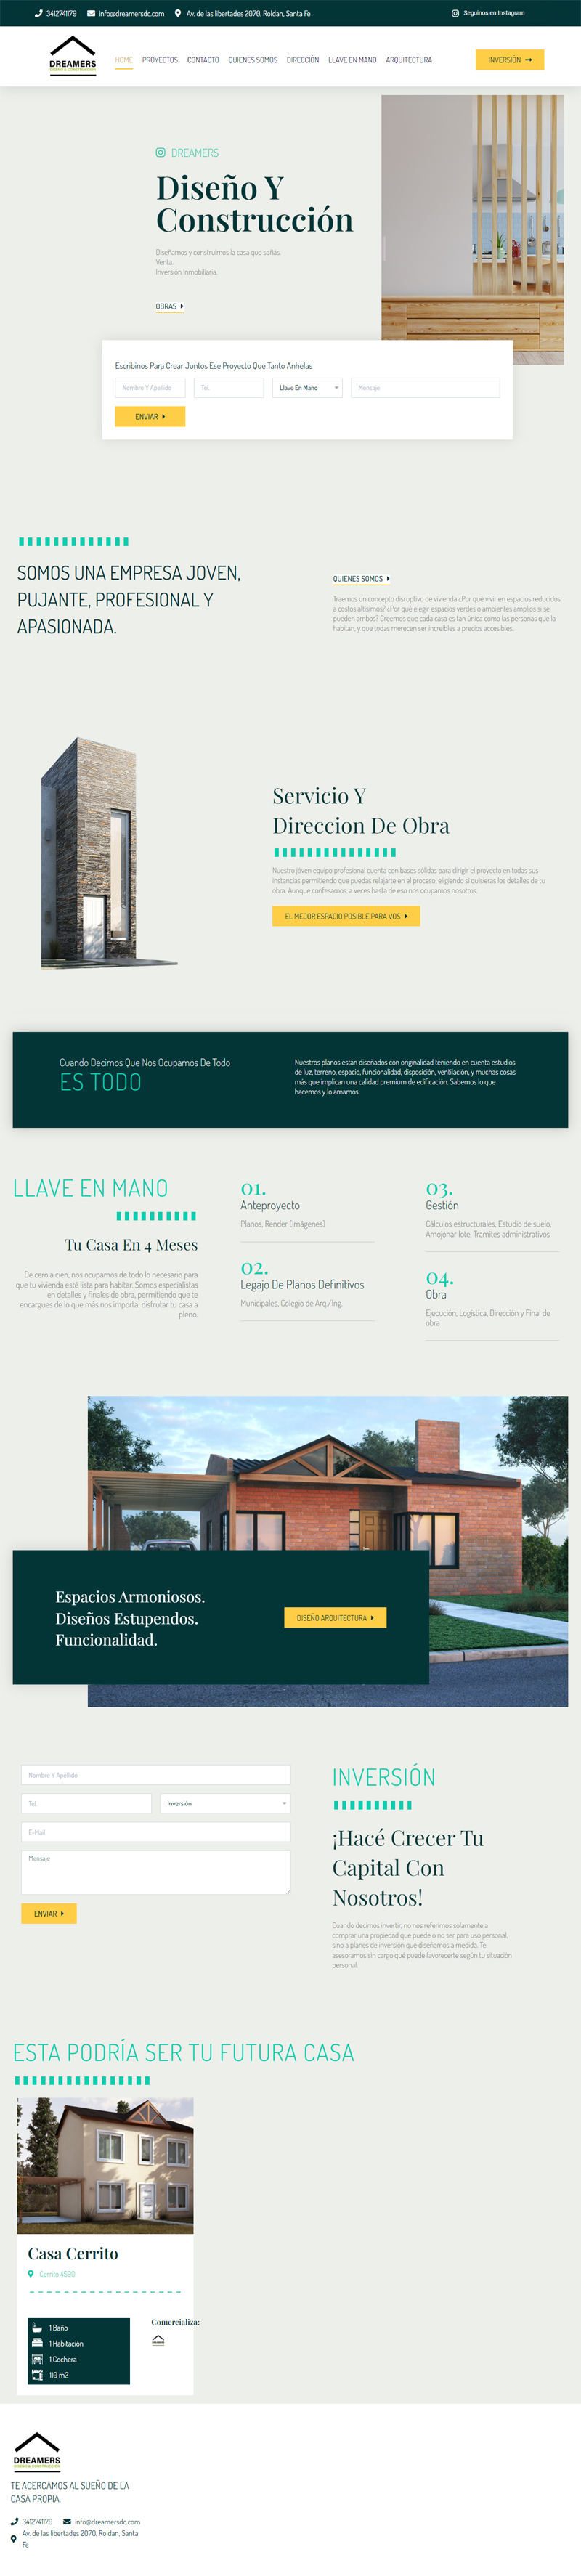 3412741179 info@dreamersdc.com Av. de las libertades 2070, Roldan, Santa Fe Seguinos en Instagram
DREAMERS
DISEÑO & CONSTRUCCIÓN
HOME PROYECTOS CONTACTO QUIENES SOMOS DIRECCIÓN LLAVE EN MANO ARQUITECTURA INVERSIÓN
DREAMERS
Diseño Y
Construcción
Diseñamos y construimos la casa que soñás.
Venta.
Inversión Inmobiliaria.
OBRAS
Escribinos Para Crear Juntos Ese Proyecto Que Tanto Anhelas
Nombre Y Apellido Tel. Llave En Mano Mensaje
ENVIAR
SOMOS UNA EMPRESA JOVEN,
PUJANTE, PROFESIONAL Y
APASIONADA.
QUIENES SOMOS
Traemos un concepto disruptivo de vivienda ¿Por qué vivir en espacios reducidos
a costos altísimos? ¿Por qué elegir espacios verdes o ambientes amplios si se
pueden ambos? Creemos que cada casa es tan única como las personas que la
habitan, y que todas merecen ser increíbles a precios accesibles.
Servicio Y
Direccion De Obra
Nuestro jóven equipo profesional cuenta con bases sólidas para dirigir el proyecto en todas sus
instancias permitiendo que puedas relajarte en el proceso, eligiendo si quisieras los detalles de tu
obra. Aunque confesamos, a veces hasta de eso nos ocupamos nosotros.
EL MEJOR ESPACIO POSIBLE PARA VOS
Cuando Decimos Que Nos Ocupamos De Todo
ES TODO
Nuestros planos están diseñados con originalidad teniendo en cuenta estudios
de luz, terreno, espacio, funcionalidad, disposición, ventilación, y muchas cosas
más que implican una calidad premium de edificación. Sabemos lo que
hacemos y lo amamos.
LLAVE EN MANO
Tu Casa En 4 Meses
De cero a cien, nos ocupamos de todo lo necesario para
que tu vivienda esté lista para habitar. Somos especialistas
en detalles y finales de obra, permitiendo que te
encargues de lo que más nos importa: disfrutar tu casa a
pleno.
01.
Anteproyecto
Planos, Render (Imágenes)
02.
Legajo De Planos Definitivos
Municipales, Colegio de Arq./Ing.
03.
Gestión
Cálculos estructurales, Estudio de suelo,
Amojonar lote, Tramites administrativos
04.
Obra
Ejecución, Logística, Dirección y Final de
obra
Espacios Armoniosos.
Diseños Estupendos.
Funcionalidad.
DISEÑO ARQUITECTURA
Nombre Y Apellido
Tel. Inversión
E-Mail
Mensaje
ENVIAR
INVERSIÓN
¡Hacé Crecer Tu
Capital Con
Nosotros!
Cuando decimos invertir, no nos referimos solamente a
comprar una propiedad que puede o no ser para uso personal,
sino a planes de inversión que diseñamos a medida. Te
asesoramos sin cargo qué puede favorecerte según tu situación
personal.
ESTA PODRÍA SER TU FUTURA CASA
Casa Cerrito
Cerrito 4590
1 Baño
1 Habitación
1 Cochera
110 m2
Comercializa:
DREAMERS
DISEÑO & CONSTRUCCIÓN
TE ACERCAMOS AL SUEÑO DE LA
CASA PROPIA.
3412741179 info@dreamersdc.com
Av. de las libertades 2070, Roldan, Santa
Fe